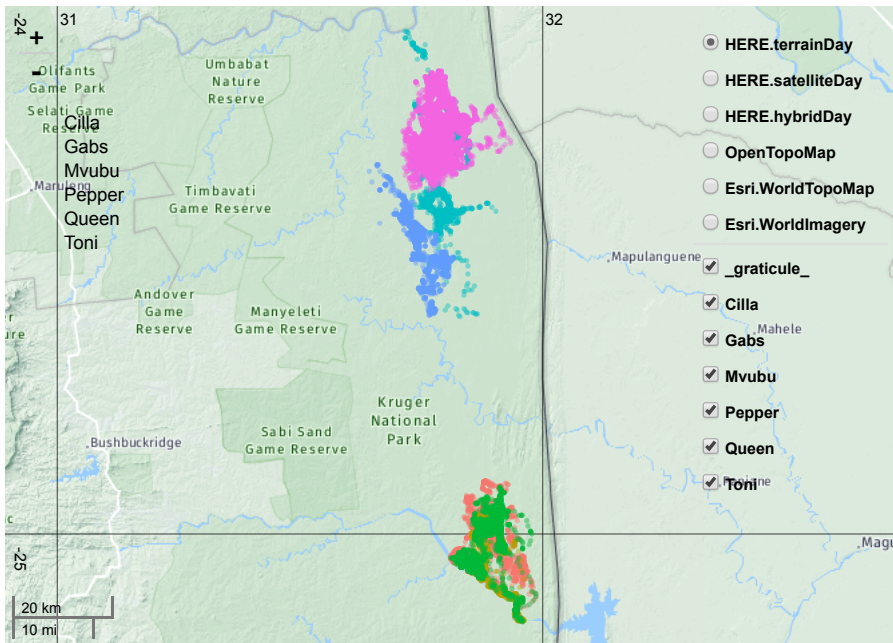 -24
31
32
+
-
Olifants
Game Park
Selati Game
Reserve
Umbabat
Nature
Reserve
Cilla
Gabs
Mvubu
Pepper
Queen
Toni
Maruleng
Timbavati
Game Reserve
Andover
Game
Reserve
Manyeleti
Game Reserve
Kruger
National
Park
Sabi Sand
Game Reserve
Bushbuckridge
Mapulanguene
Mahele
Magu
-25
20 km
10 mi
HERE.terrainDay
HERE.satelliteDay
HERE.hybridDay
OpenTopoMap
Esri.WorldTopoMap
Esri.WorldImagery
_graticule_
Cilla
Gabs
Mvubu
Pepper
Queen
Toni